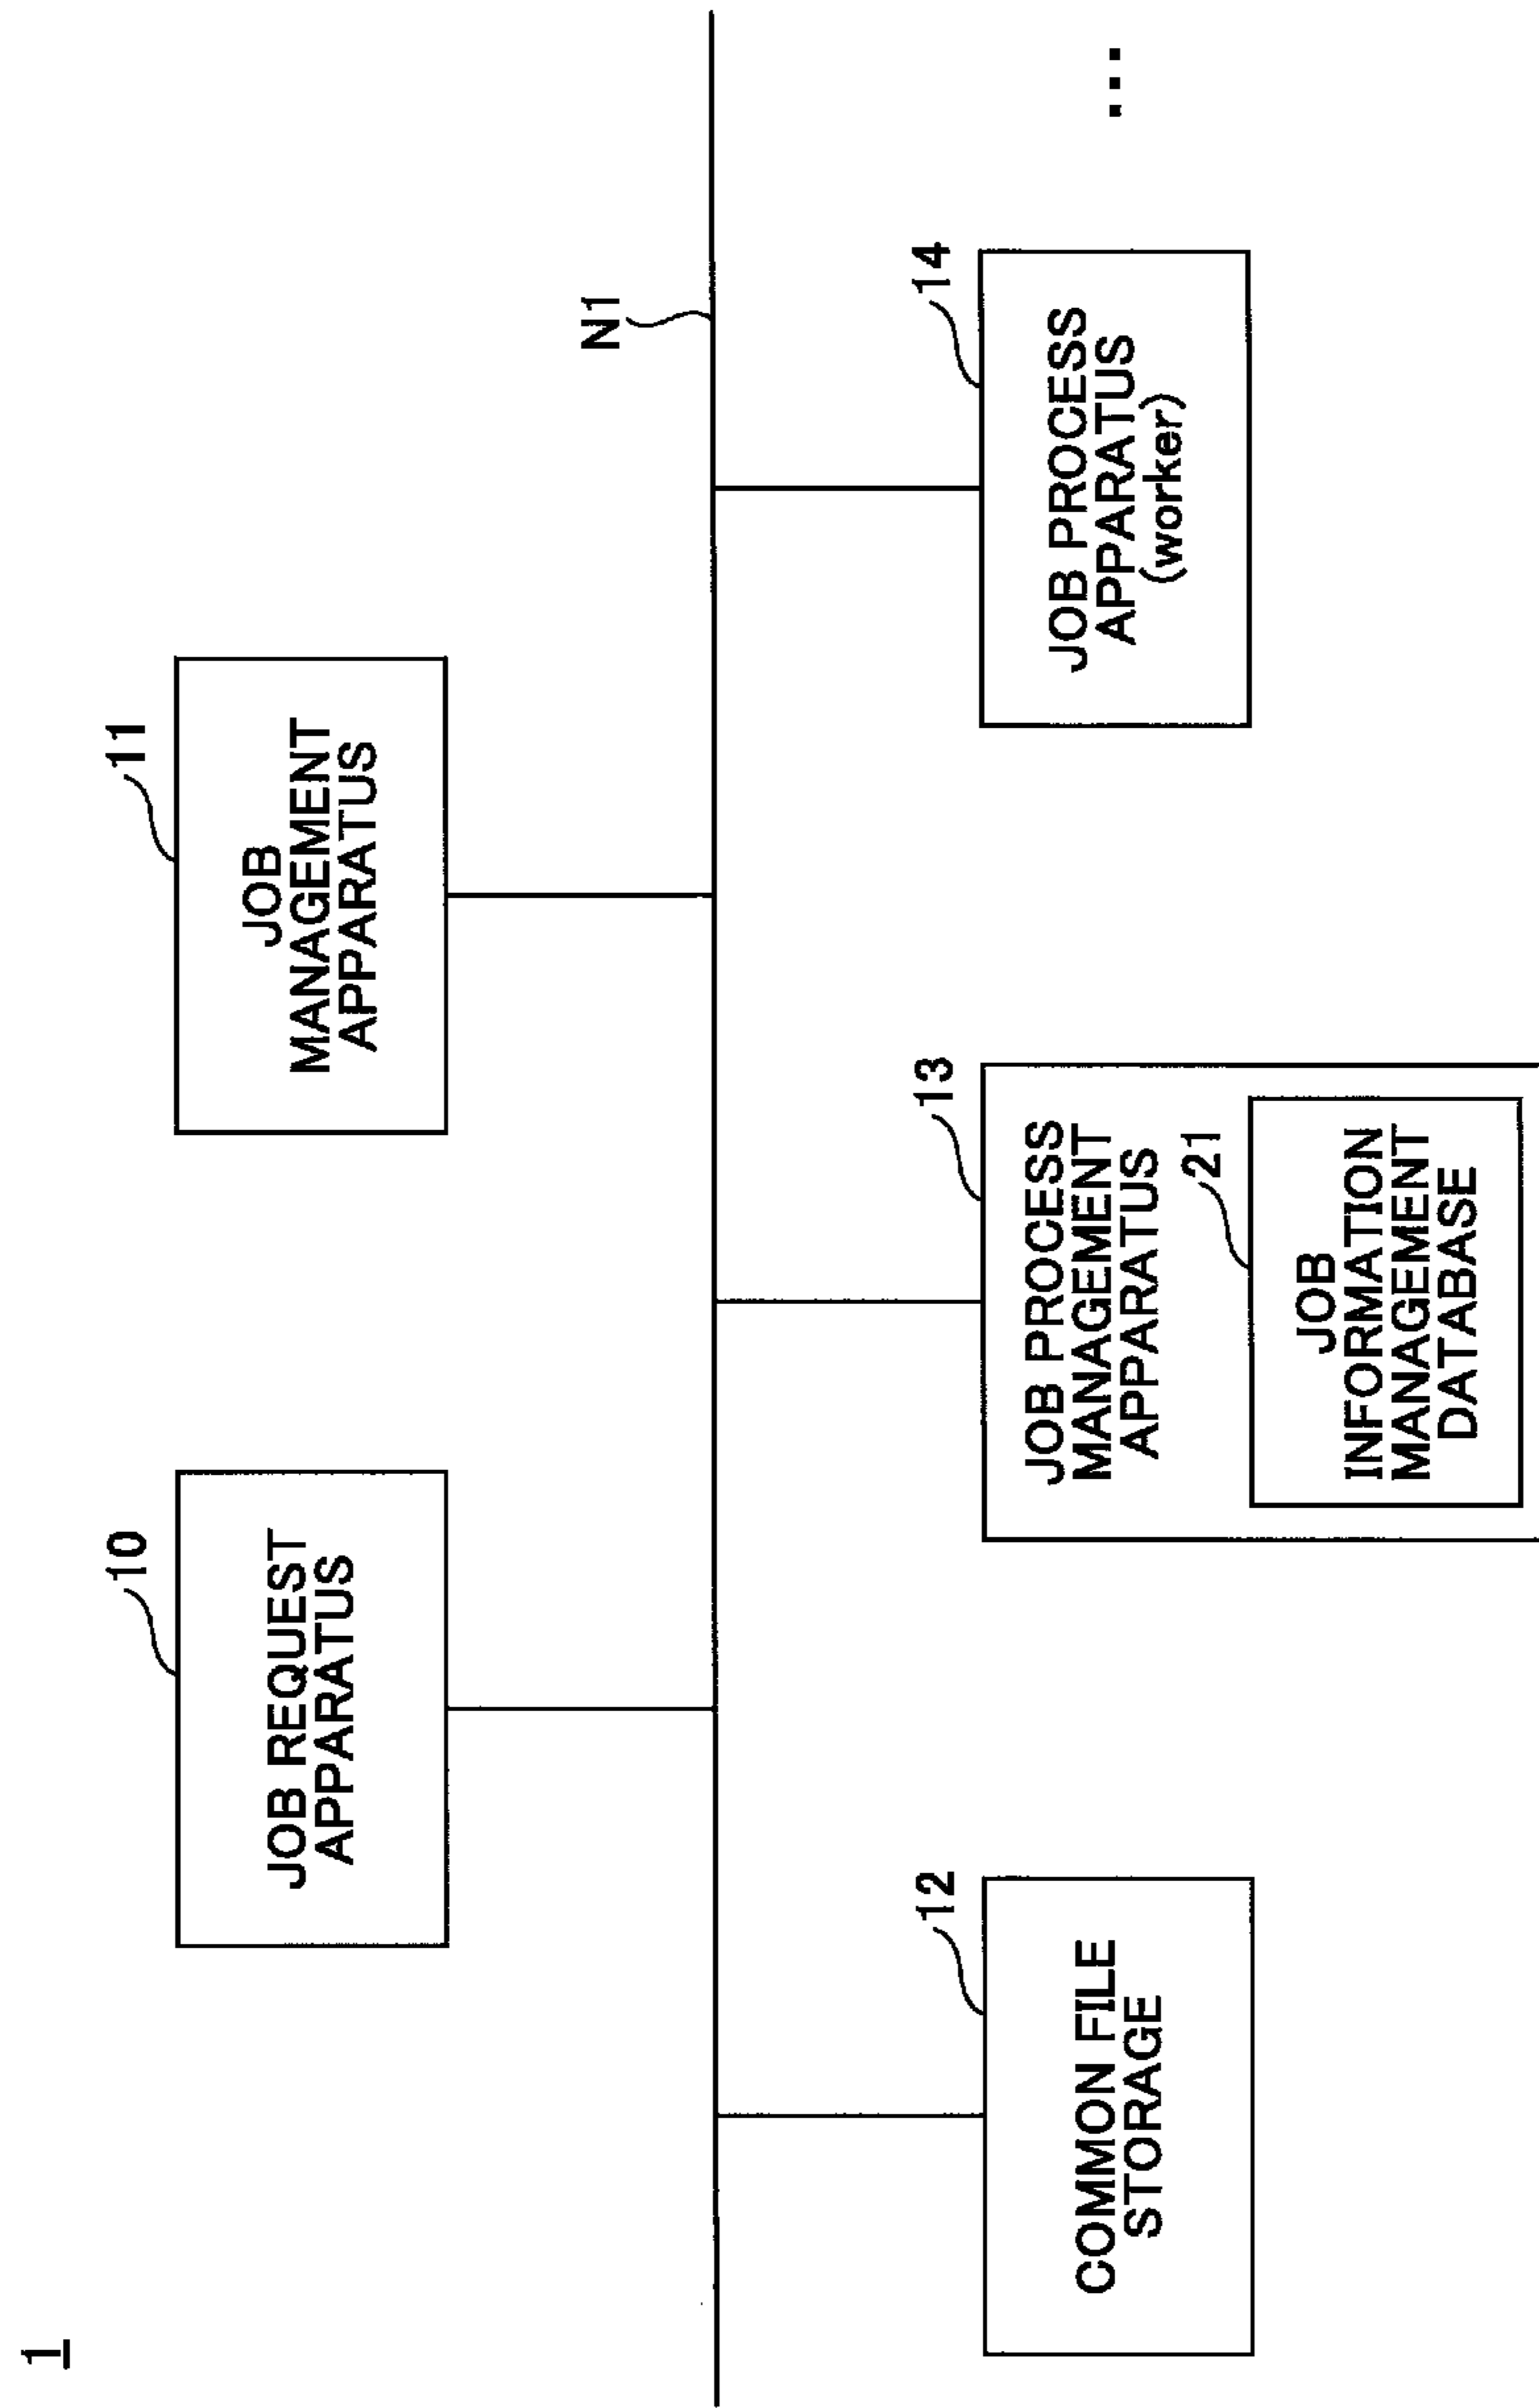 1
10
JOB REQUEST
APPARATUS
11
JOB
MANAGEMENT
APPARATUS
N1
12
COMMON FILE
STORAGE
13
JOB PROCESS
MANAGEMENT
APPARATUS
21
JOB
INFORMATION
MANAGEMENT
DATABASE
14
JOB PROCESS
APPARATUS
(worker)
...